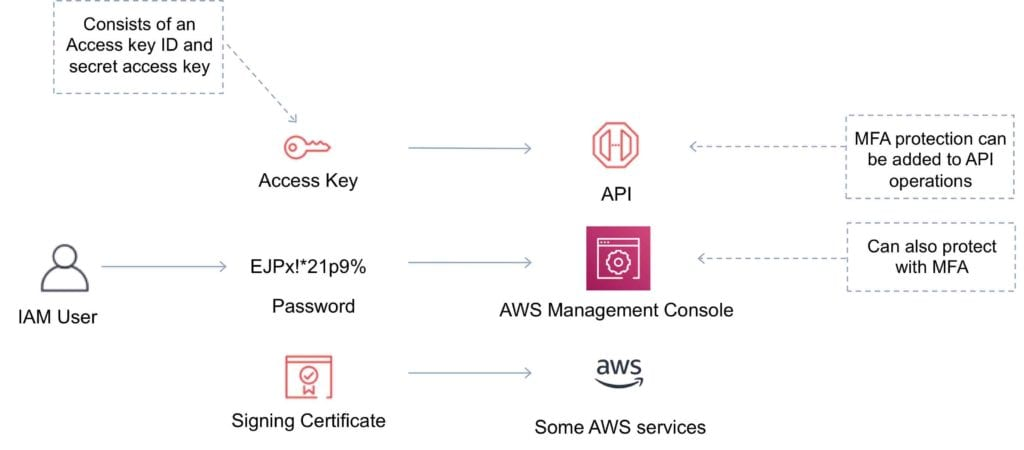 Consists of an
Access key ID and
secret access key
Access Key
API
MFA protection can
be added to API
operations
IAM User
EJPx!*21p9%
Password
AWS Management Console
Can also protect
with MFA
Signing Certificate
aws
Some AWS services